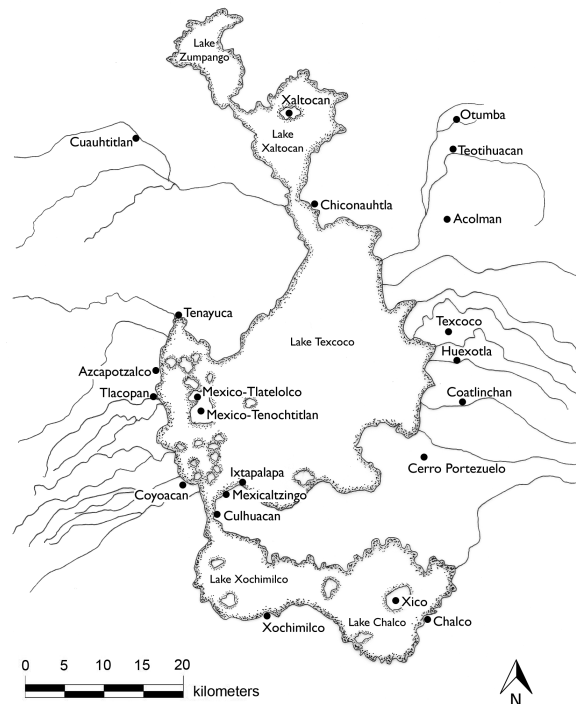 Lake
Zumpango
Xaltocan
Lake
Xaltocan
Otumba
Cuauhtitlan
Teotihuacan
Chiconauhtla
Acolman
Tenayuca
Texcoco
Lake Texcoco
Huexotla
Azcapotzalco
Tlacopan
Mexico-Tlatelolco
Coatlinchan
Mexico-Tenochtitlan
Ixtapalapa
Cerro Portezuelo
Coyoacan
Mexicaltzingo
Culhuacan
Lake Xochimilco
Xico
Xochimilco
Lake Chalco
Chalco
0 5 10 15 20
kilometers
N